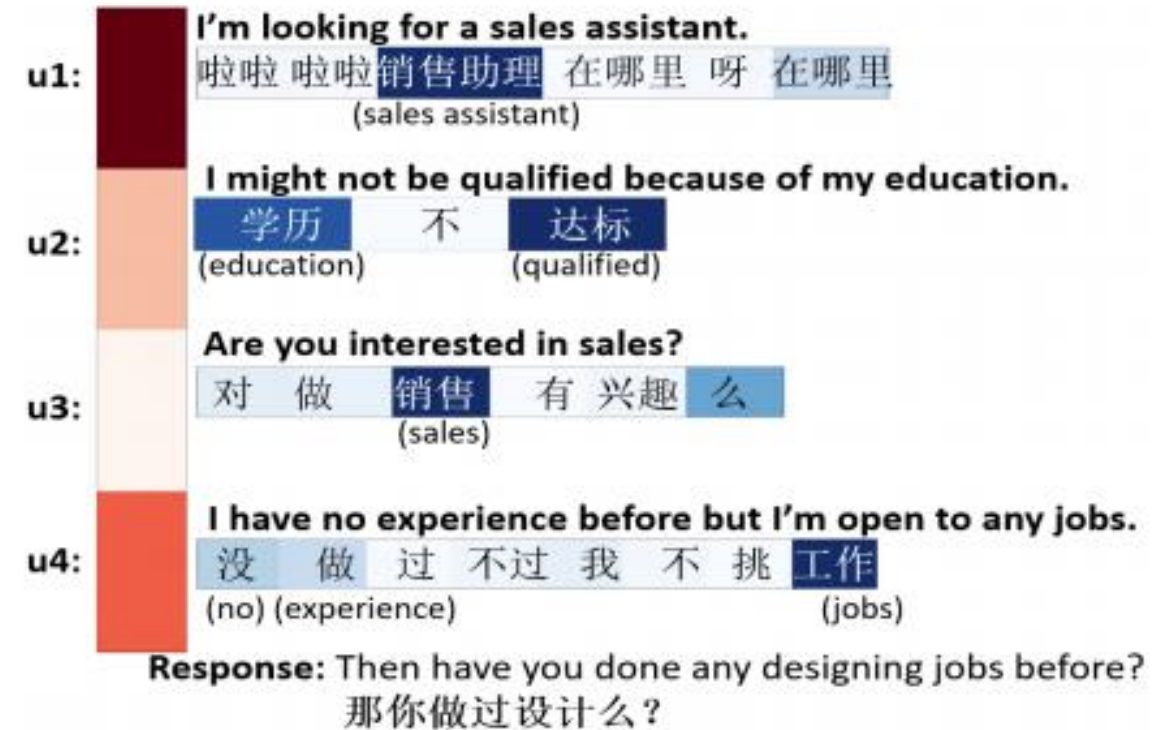 I'm looking for a sales assistant.
u1: 啦啦 啦啦 销售助理 在哪里 呀 在哪里
(sales assistant)
I might not be qualified because of my education.
u2: 学历 不 达标
(education) (qualified)
Are you interested in sales?
u3: 对 做 销售 有 兴趣 么
(sales)
I have no experience before but I'm open to any jobs.
u4: 没 做 过 不过 我 不 挑 工作
(no) (experience) (jobs)
Response: Then have you done any designing jobs before?
那你做过设计么？